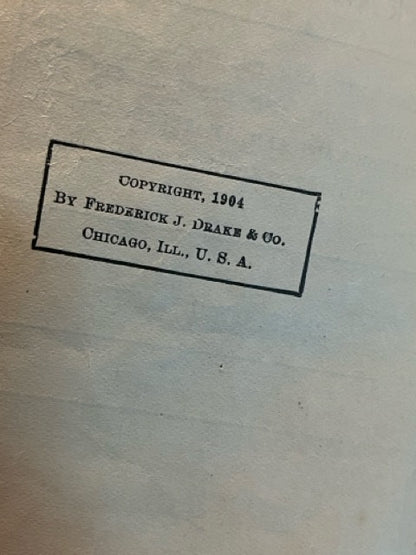 COPYRIGHT, 1904
BY FREDERICK J. DRAKE & CO.
CHICAGO, ILL., U. S. A.